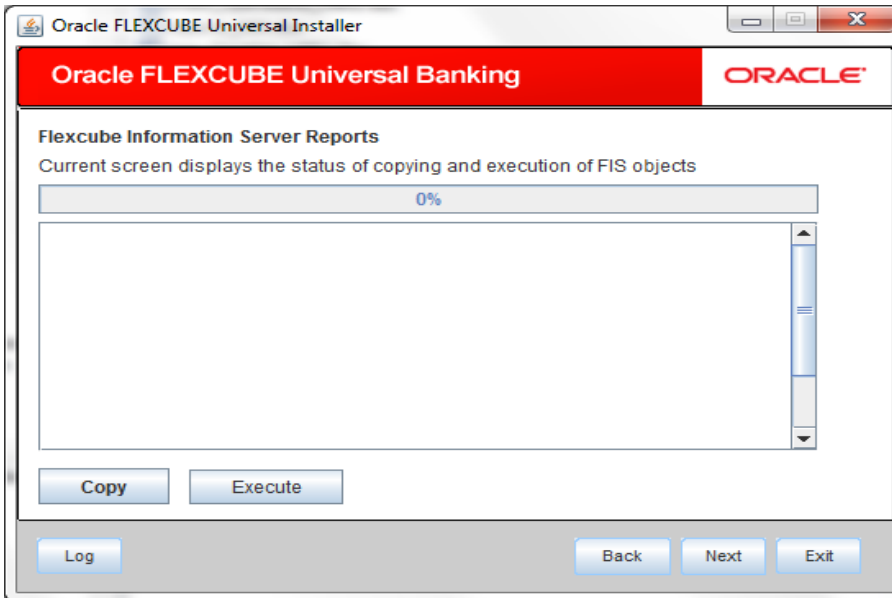 Oracle FLEXCUBE Universal Installer
Oracle FLEXCUBE Universal Banking
ORACLE
Flexcube Information Server Reports
Current screen displays the status of copying and execution of FIS objects
0%
Copy
Execute
Log
Back
Next
Exit